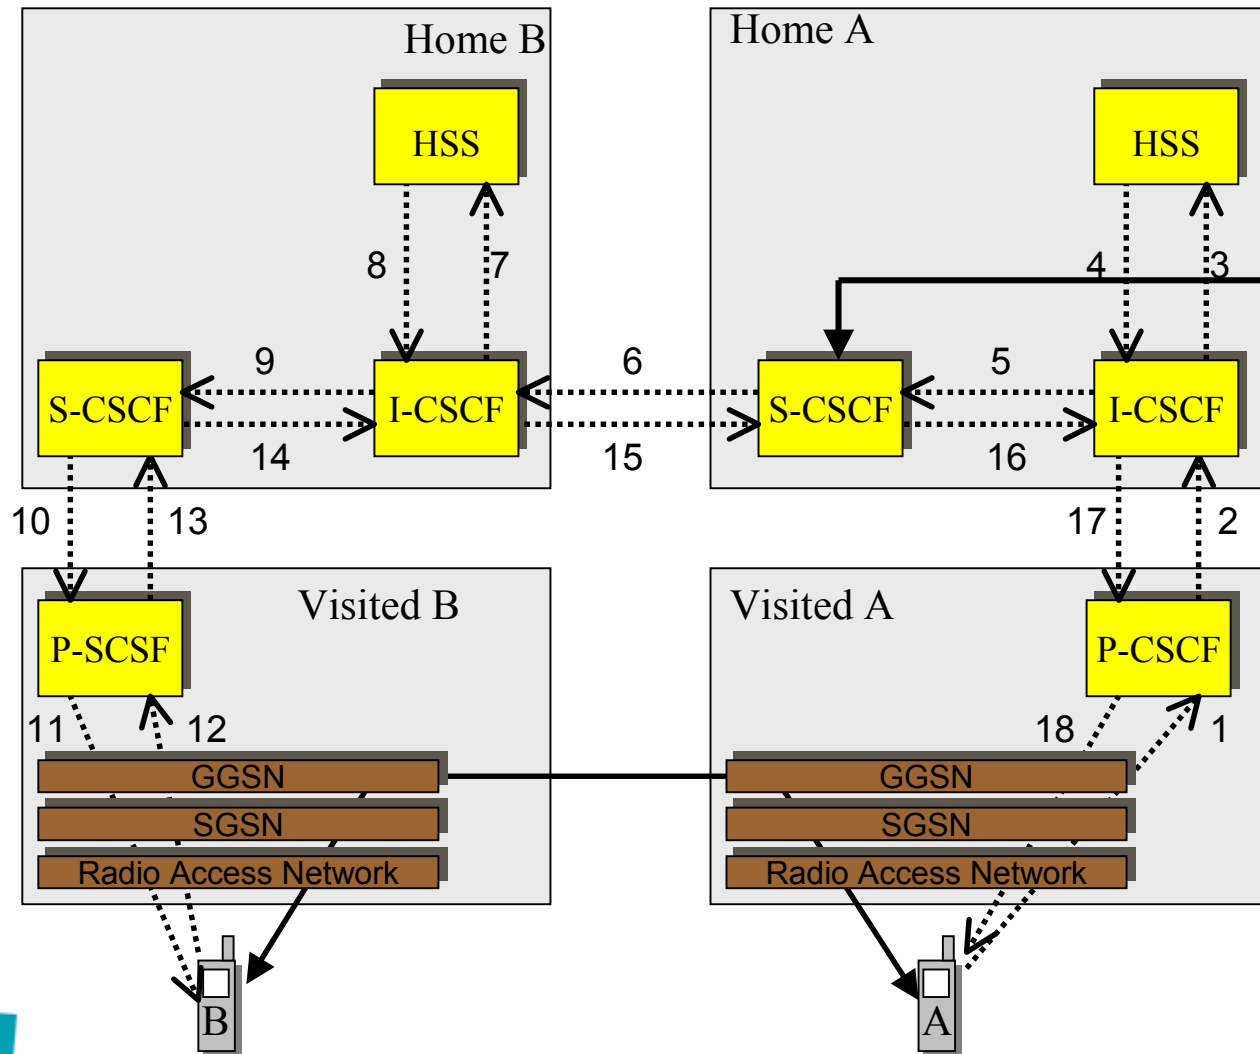 Home B
Home A
HSS
HSS
8
7
4
3
9
6
5
S-CSCF
I-CSCF
S-CSCF
I-CSCF
14
15
16
10
13
17
2
Visited B
Visited A
P-SCSF
P-CSCF
11
12
18
1
GGSN
GGSN
SGSN
SGSN
Radio Access Network
Radio Access Network
B
A